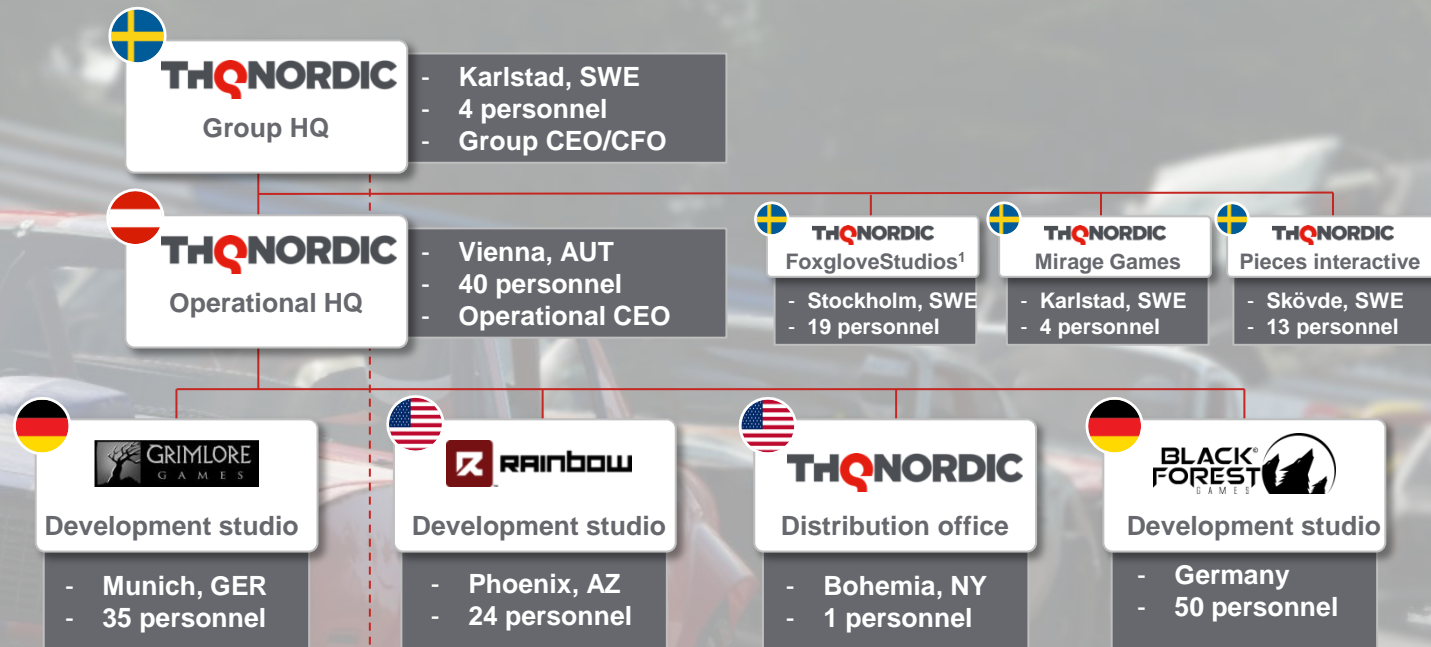 THQNORDIC
Group HQ
- Karlstad, SWE
- 4 personnel
- Group CEO/CFO
THQNORDIC
Operational HQ
- Vienna, AUT
- 40 personnel
- Operational CEO
THQNORDIC
FoxgloveStudios¹
- Stockholm, SWE
- 19 personnel
THQNORDIC
Mirage Games
- Karlstad, SWE
- 4 personnel
THQNORDIC
Pieces interactive
- Skövde, SWE
- 13 personnel
GRIMLORE
GAMES
Development studio
- Munich, GER
- 35 personnel
RAINBOW™
Development studio
- Phoenix, AZ
- 24 personnel
THQNORDIC
Distribution office
- Bohemia, NY
- 1 personnel
BLACK®
FOREST
GAMES
Development studio
- Germany
- 50 personnel